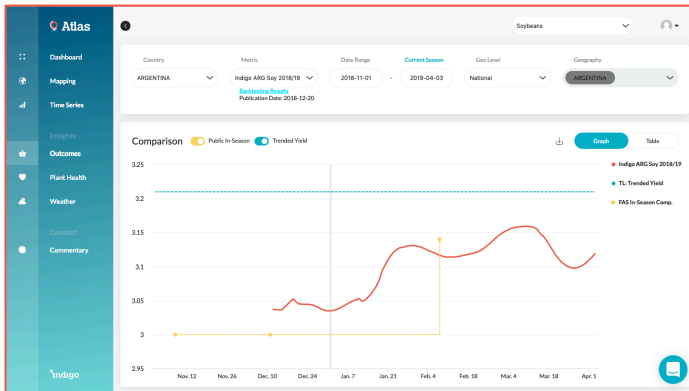 Atlas
Soybeans
Dashboard
Mapping
Time Series
Insights
Outcomes
Plant Health
Weather
Context
Commentary
indigo
Country
Metric
Date Range
Current Season
Geo Level
Geography
ARGENTINA
Indigo ARG Soy 2018/19
2018-11-01 - 2019-04-03
National
ARGENTINA
Backtesting Results
Publication Date: 2018-12-20
Comparison
Public In-Season
Trended Yield
Graph
Table
3.25
3.2
3.15
3.1
3.05
3
2.95
Nov. 12 Nov. 26 Dec. 10 Dec. 24 Jan. 7 Jan. 21 Feb. 4 Feb. 18 Mar. 4 Mar. 18 Apr. 1
Indigo ARG Soy 2018/19
TL: Trended Yield
FAS In-Season Comp.